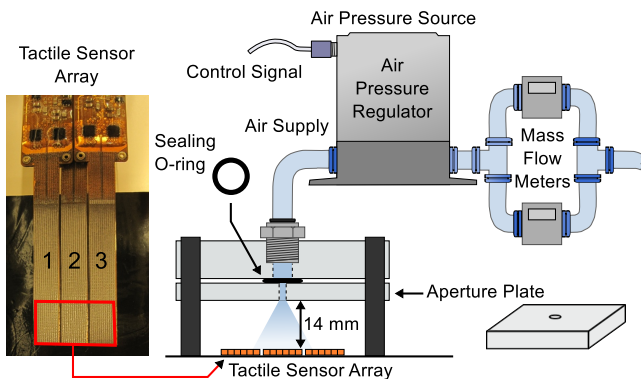 Air Pressure Source
Tactile Sensor
Array
Control Signal
Air
Pressure
Regulator
Air Supply
Sealing
O-ring
Mass
Flow
Meters
1 2 3
Aperture Plate
14 mm
Tactile Sensor Array